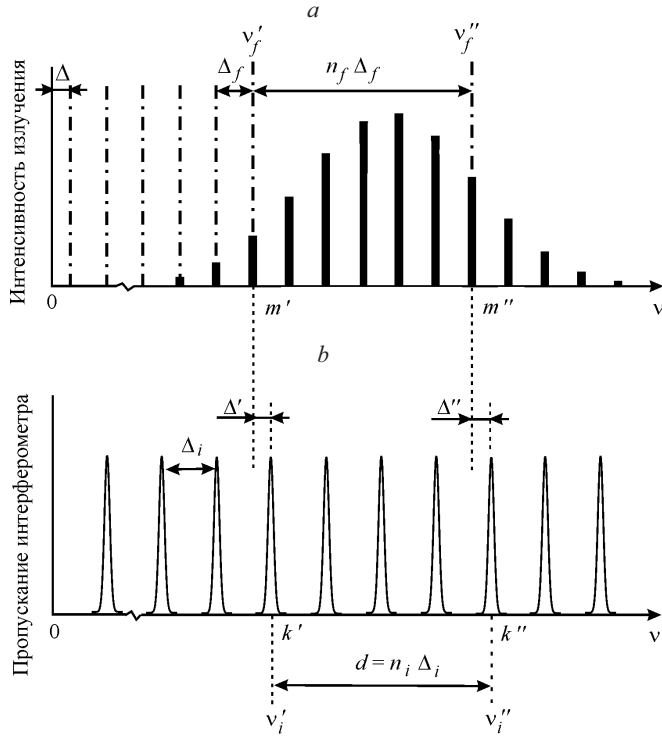 a
ν′f
ν″f
Δ
Δf
nf Δf
Интенсивность излучения
0
m′
m″
ν
b
Δ′
Δ″
Δi
Пропускание интерферометра
0
k′
k″
ν
d = ni Δi
ν′i
ν″i